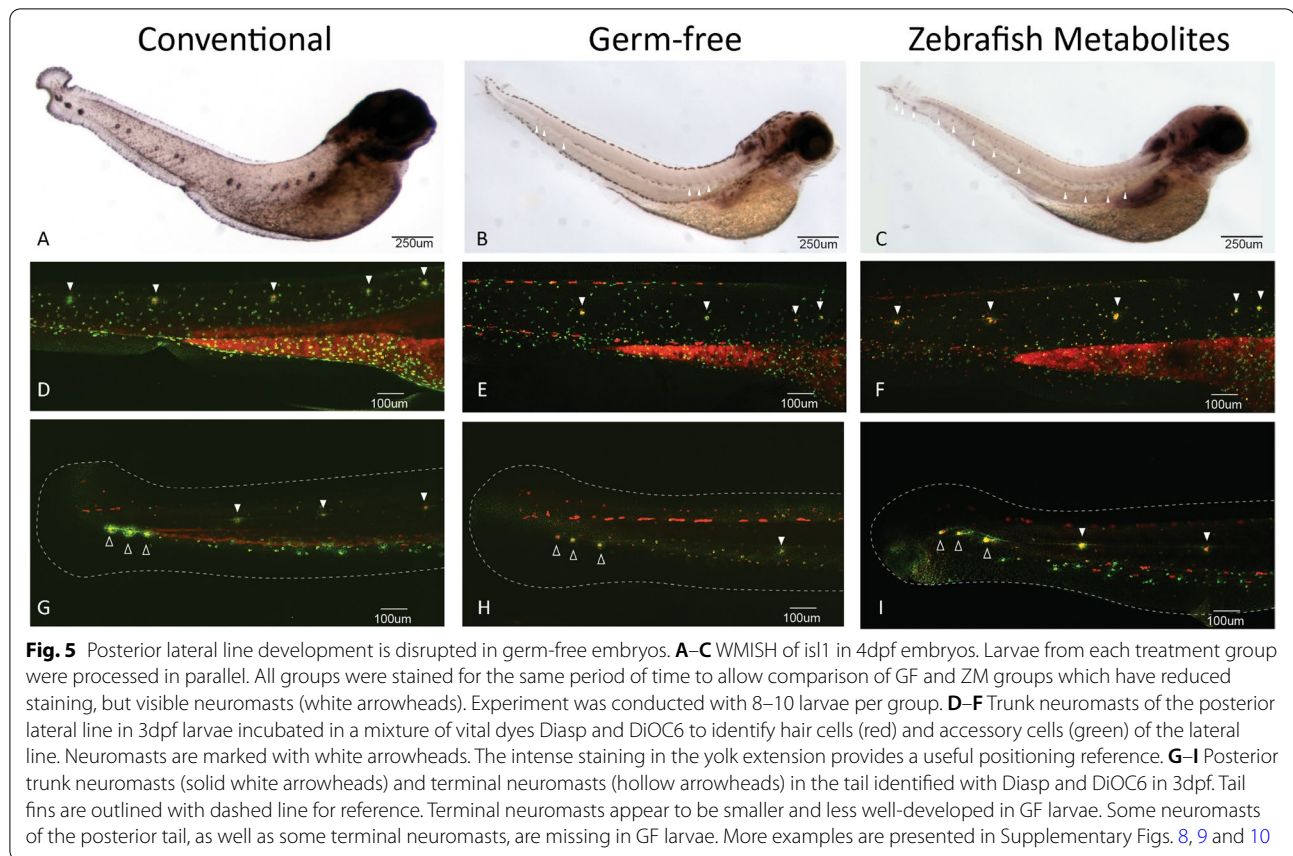 Conventional
Germ-free
Zebrafish Metabolites
A
250um
B
250um
C
250um
D
100um
E
100um
F
100um
G
100um
H
100um
I
100um
Fig. 5 Posterior lateral line development is disrupted in germ-free embryos. A–C WMISH of isl1 in 4dpf embryos. Larvae from each treatment group
were processed in parallel. All groups were stained for the same period of time to allow comparison of GF and ZM groups which have reduced
staining, but visible neuromasts (white arrowheads). Experiment was conducted with 8–10 larvae per group. D–F Trunk neuromasts of the posterior
lateral line in 3dpf larvae incubated in a mixture of vital dyes Diasp and DiOC6 to identify hair cells (red) and accessory cells (green) of the lateral
line. Neuromasts are marked with white arrowheads. The intense staining in the yolk extension provides a useful positioning reference. G–I Posterior
trunk neuromasts (solid white arrowheads) and terminal neuromasts (hollow arrowheads) in the tail identified with Diasp and DiOC6 in 3dpf. Tail
fins are outlined with dashed line for reference. Terminal neuromasts appear to be smaller and less well-developed in GF larvae. Some neuromasts
of the posterior tail, as well as some terminal neuromasts, are missing in GF larvae. More examples are presented in Supplementary Figs. 8, 9 and 10